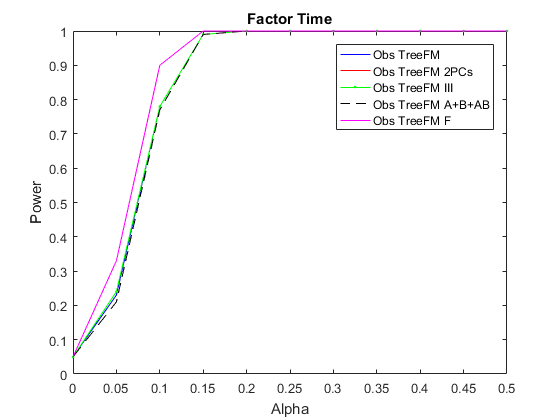 Factor Time
1
0.9
0.8
0.7
0.6
0.5
0.4
0.3
0.2
0.1
0
Power
Obs TreeFM
Obs TreeFM 2PCs
Obs TreeFM III
Obs TreeFM A+B+AB
Obs TreeFM F
0 0.05 0.1 0.15 0.2 0.25 0.3 0.35 0.4 0.45 0.5
Alpha